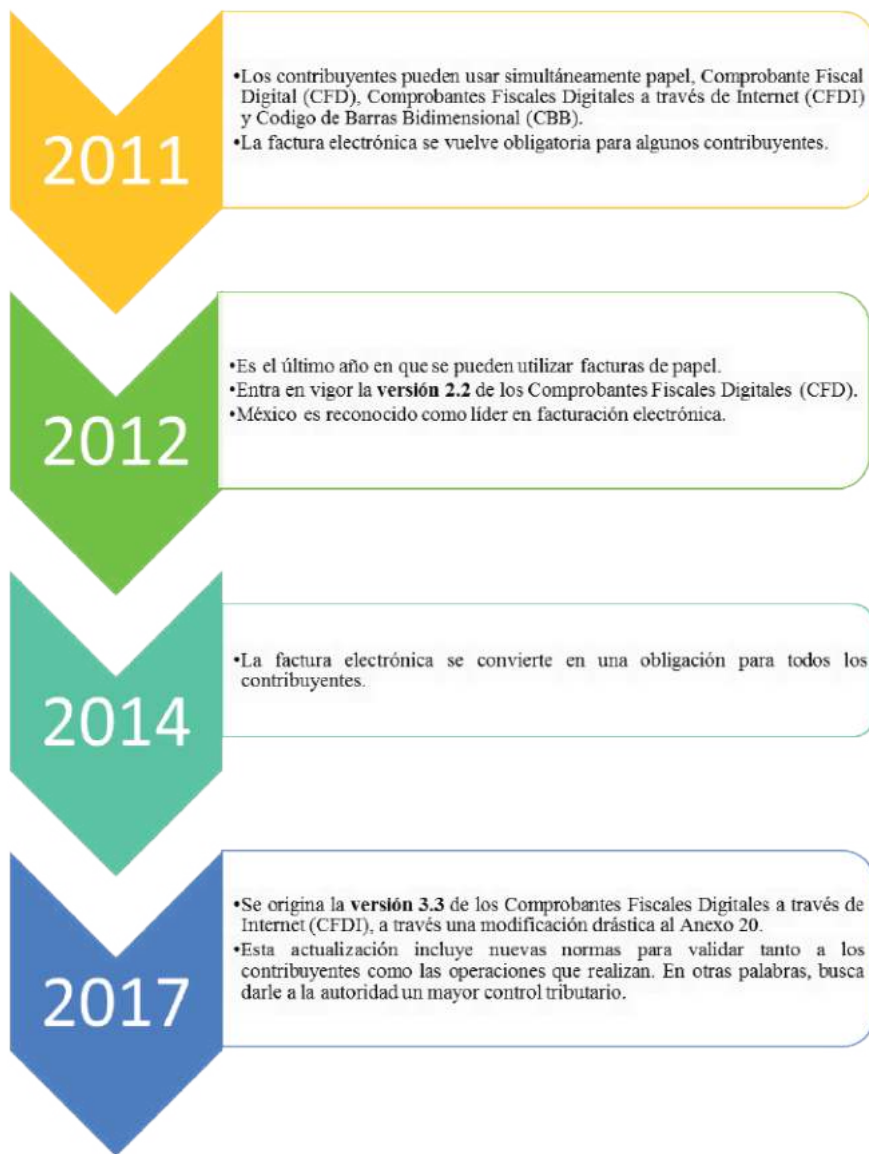 2011
•Los contribuyentes pueden usar simultáneamente papel, Comprobante Fiscal
Digital (CFD), Comprobantes Fiscales Digitales a través de Internet (CFDI)
y Codigo de Barras Bidimensional (CBB).
•La factura electrónica se vuelve obligatoria para algunos contribuyentes.
2012
•Es el último año en que se pueden utilizar facturas de papel.
•Entra en vigor la versión 2.2 de los Comprobantes Fiscales Digitales (CFD).
•México es reconocido como líder en facturación electrónica.
2014
•La factura electrónica se convierte en una obligación para todos los
contribuyentes.
2017
•Se origina la versión 3.3 de los Comprobantes Fiscales Digitales a través de
Internet (CFDI), a través una modificación drástica al Anexo 20.
•Esta actualización incluye nuevas normas para validar tanto a los
contribuyentes como las operaciones que realizan. En otras palabras, busca
darle a la autoridad un mayor control tributario.